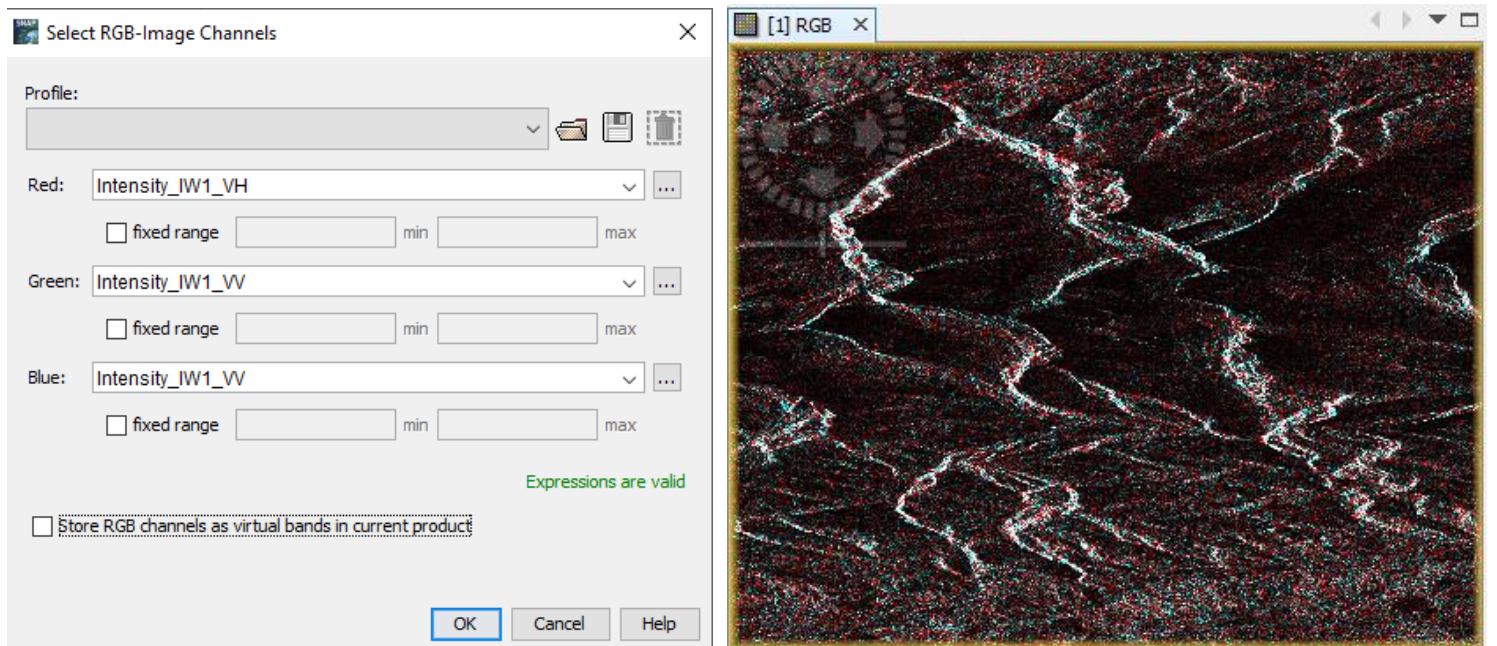 SNAP
Select RGB-Image Channels
Profile:
Red: Intensity_IW1_VH ...
fixed range min max
Green: Intensity_IW1_VV ...
fixed range min max
Blue: Intensity_IW1_VV ...
fixed range min max
Expressions are valid
Store RGB channels as virtual bands in current product
OK Cancel Help
[1] RGB